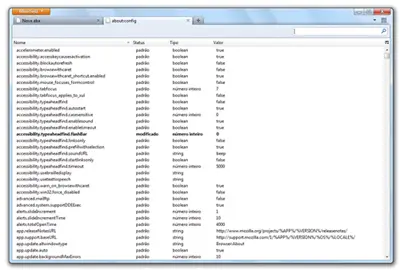 Nova aba
about:config
Nome Status Tipo Valor
accelerometer.enabled padrão boolean true
accessibility.accesskeycausesactivation padrão boolean true
accessibility.blockautorefresh padrão boolean false
accessibility.browsewithcaret padrão boolean false
accessibility.browsewithcaret_shortcut.enabled padrão boolean true
accessibility.mouse_focuses_formcontrol padrão boolean false
accessibility.tabfocus padrão número inteiro 7
accessibility.tabfocus_applies_to_xul padrão boolean false
accessibility.typeaheadfind padrão boolean false
accessibility.typeaheadfind.autostart padrão boolean true
accessibility.typeaheadfind.casesensitive padrão número inteiro 0
accessibility.typeaheadfind.enablesound padrão boolean true
accessibility.typeaheadfind.enabletimeout padrão boolean true
accessibility.typeaheadfind.flashBar modificado número inteiro 0
accessibility.typeaheadfind.linksonly padrão boolean false
accessibility.typeaheadfind.prefillwithselection padrão boolean true
accessibility.typeaheadfind.soundURL padrão string beep
accessibility.typeaheadfind.startlinksonly padrão boolean false
accessibility.typeaheadfind.timeout padrão número inteiro 5000
accessibility.usebrailledisplay padrão string
accessibility.usetexttospeech padrão string
accessibility.warn_on_browsewithcaret padrão boolean true
accessibility.win32.force_disabled padrão boolean false
advanced.mailftp padrão boolean false
advanced.system.supportDDEExec padrão boolean true
alerts.slideIncrement padrão número inteiro 1
alerts.slideIncrementTime padrão número inteiro 10
alerts.totalOpenTime padrão número inteiro 4000
app.releaseNotesURL padrão string http://www.mozilla.org/projects/%APP%/%VERSION%/releasenotes/
app.support.baseURL padrão string http://support.mozilla.com/1/%APP%/%VERSION%/%OS%/%LOCALE%/
app.update.altwindowtype padrão string Browser:About
app.update.auto padrão boolean true
app.update.backgroundMaxErrors padrão número inteiro 10